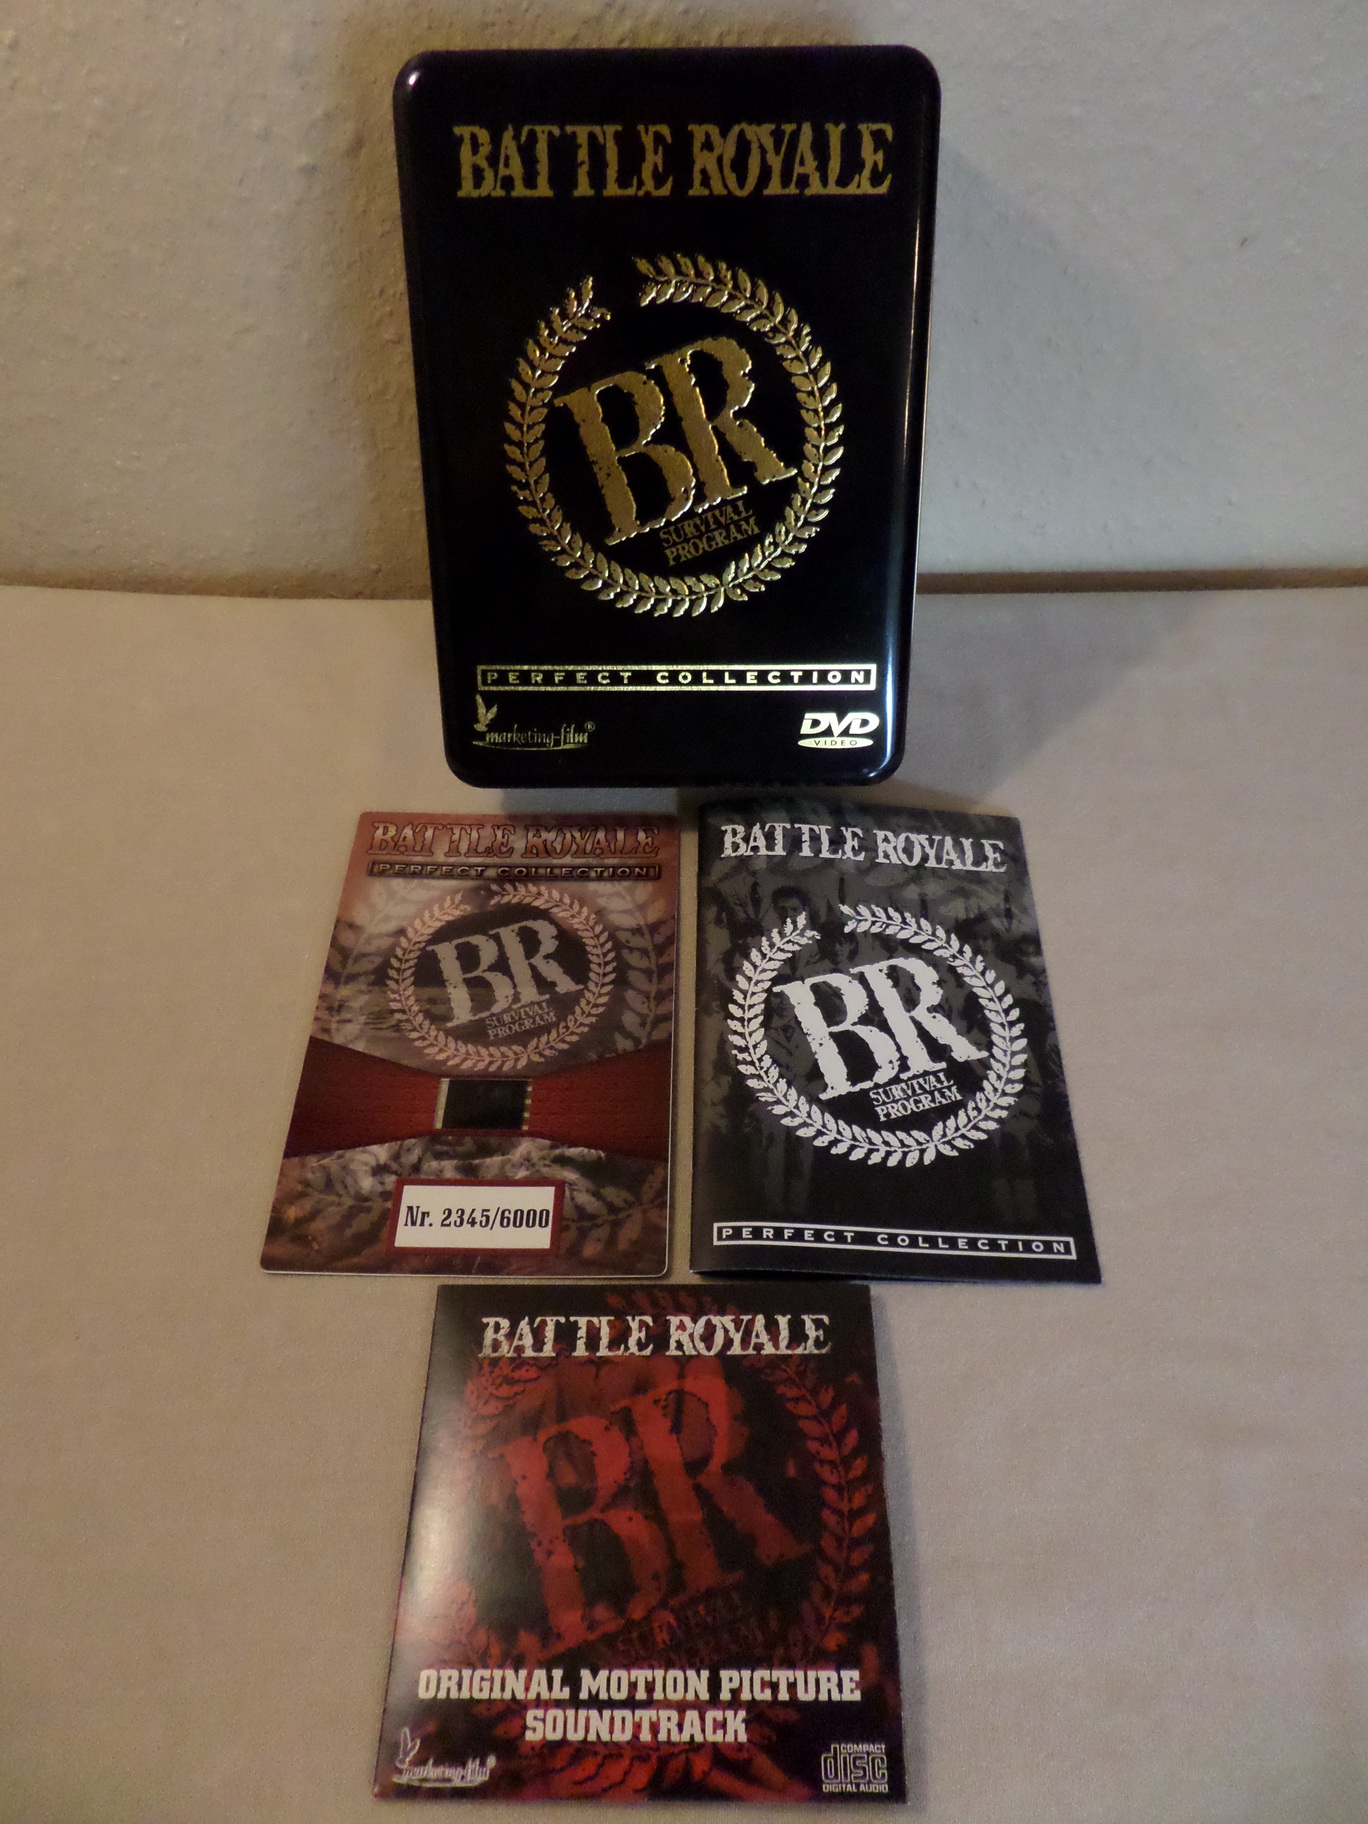 BATTLE ROYALE
BR
SURVIVAL
PROGRAM
PERFECT COLLECTION
marketing-film®
DVD
VIDEO
BATTLE ROYALE
PERFECT COLLECTION
BR
SURVIVAL
PROGRAM
Nr. 2345/6000
BATTLE ROYALE
BR
SURVIVAL
PROGRAM
PERFECT COLLECTION
BATTLE ROYALE
BR
SURVIVAL
PROGRAM
ORIGINAL MOTION PICTURE
SOUNDTRACK
marketing-film®
COMPACT
disc
DIGITAL AUDIO